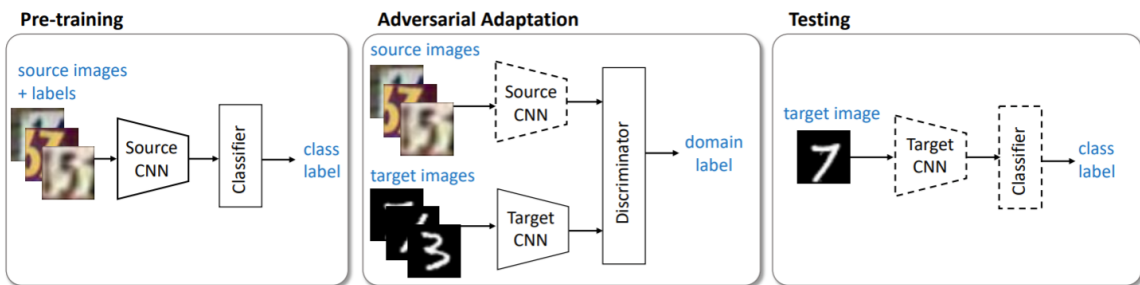 Pre-training
source images
+ labels
Source
CNN
Classifier
class
label
Adversarial Adaptation
source images
Source
CNN
target images
Target
CNN
Discriminator
domain
label
Testing
target image
7
Target
CNN
Classifier
class
label